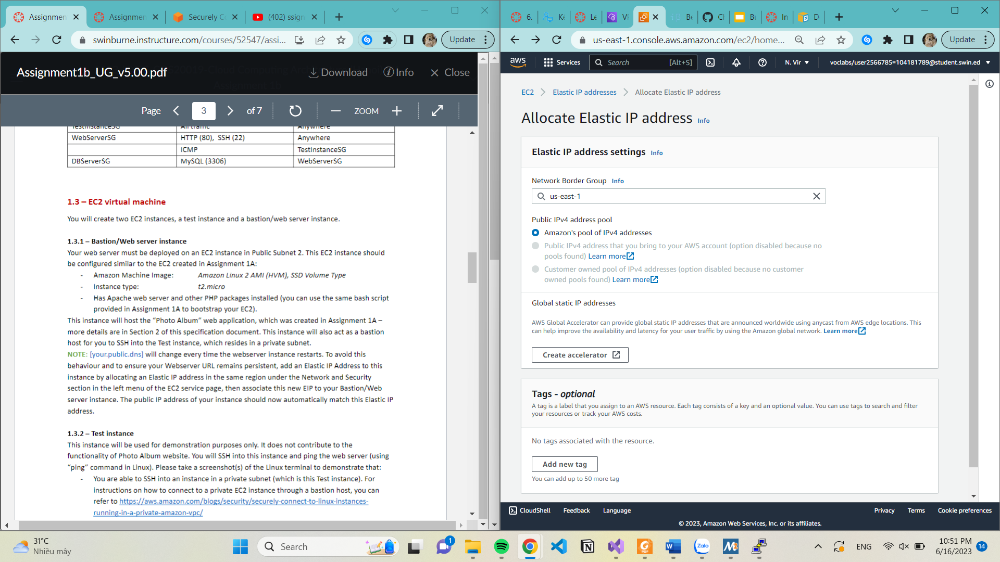 Assignmen
Assignmen
Securely Co
(402) ssign
swinburne.instructure.com/courses/52547/assi...
Update
Assignment1b_UG_v5.00.pdf
Download
Info
Close
Page
3
of 7
ZOOM
TestInstanceSG All traffic Anywhere
WebServerSG HTTP (80), SSH (22) Anywhere
ICMP TestInstanceSG
DBServerSG MySQL (3306) WebServerSG
1.3 – EC2 virtual machine
You will create two EC2 instances, a test instance and a bastion/web server instance.
1.3.1 – Bastion/Web server instance
Your web server must be deployed on an EC2 instance in Public Subnet 2. This EC2 instance should
be configured similar to the EC2 created in Assignment 1A:
- Amazon Machine Image: Amazon Linux 2 AMI (HVM), SSD Volume Type
- Instance type: t2.micro
- Has Apache web server and other PHP packages installed (you can use the same bash script
provided in Assignment 1A to bootstrap your EC2).
This instance will host the “Photo Album” web application, which was created in Assignment 1A –
more details are in Section 2 of this specification document. This instance will also act as a bastion
host for you to SSH into the Test instance, which resides in a private subnet.
NOTE: [your.public.dns] will change every time the webserver instance restarts. To avoid this
behaviour and to ensure your Webserver URL remains persistent, add an Elastic IP Address to this
instance by allocating an Elastic IP address in the same region under the Network and Security
section in the left menu of the EC2 service page, then associate this new EIP to your Bastion/Web
server instance. The public IP address of your instance should now automatically match this Elastic IP
address.
1.3.2 – Test instance
This instance will be used for demonstration purposes only. It does not contribute to the
functionality of Photo Album website. You will SSH into this instance and ping the web server (using
“ping” command in Linux). Please take a screenshot(s) of the Linux terminal to demonstrate that:
- You are able to SSH into an instance in a private subnet (which is this Test instance). For
instructions on how to connect to a private EC2 instance through a bastion host, you can
refer to https://aws.amazon.com/blogs/security/securely-connect-to-linux-instances-
running-in-a-private-amazon-vpc/
6.
Ke
Le
Be
Cl
Bu
In
D
us-east-1.console.aws.amazon.com/ec2/home...
Update
aws
Services
Search [Alt+S]
N. Vir
voclabs/user2566785=104181789@student.swin.ed
EC2
Elastic IP addresses
Allocate Elastic IP address
Allocate Elastic IP address Info
Elastic IP address settings Info
Network Border Group Info
us-east-1
Public IPv4 address pool
Amazon's pool of IPv4 addresses
Public IPv4 address that you bring to your AWS account (option disabled because no
pools found) Learn more
Customer owned pool of IPv4 addresses (option disabled because no customer
owned pools found) Learn more
Global static IP addresses
AWS Global Accelerator can provide global static IP addresses that are announced worldwide using anycast from AWS edge locations. This
can help improve the availability and latency for your user traffic by using the Amazon global network. Learn more
Create accelerator
Tags - optional
A tag is a label that you assign to an AWS resource. Each tag consists of a key and an optional value. You can use tags to search and filter
your resources or track your AWS costs.
No tags associated with the resource.
Add new tag
You can add up to 50 more tag
CloudShell
Feedback
Language
Privacy
Terms
Cookie preferences
© 2023, Amazon Web Services, Inc. or its affiliates.
31°C
Nhiều mây
Search
1
Zalo
ENG
10:51 PM
6/16/2023
14